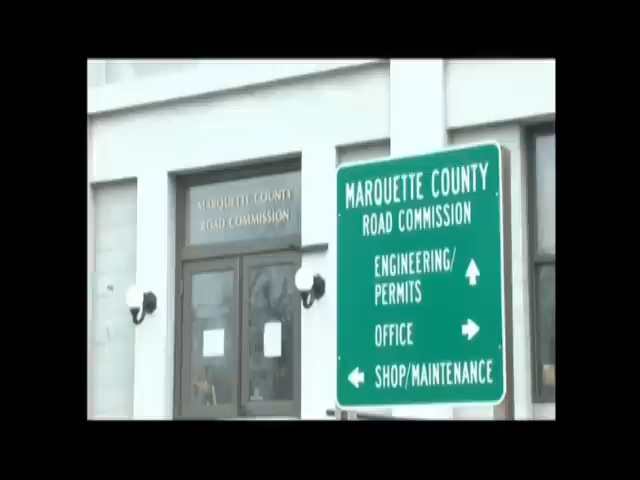 MARQUETTE COUNTY
ROAD COMMISSION
MARQUETTE COUNTY
ROAD COMMISSION
ENGINEERING/
PERMITS
OFFICE
SHOP/MAINTENANCE